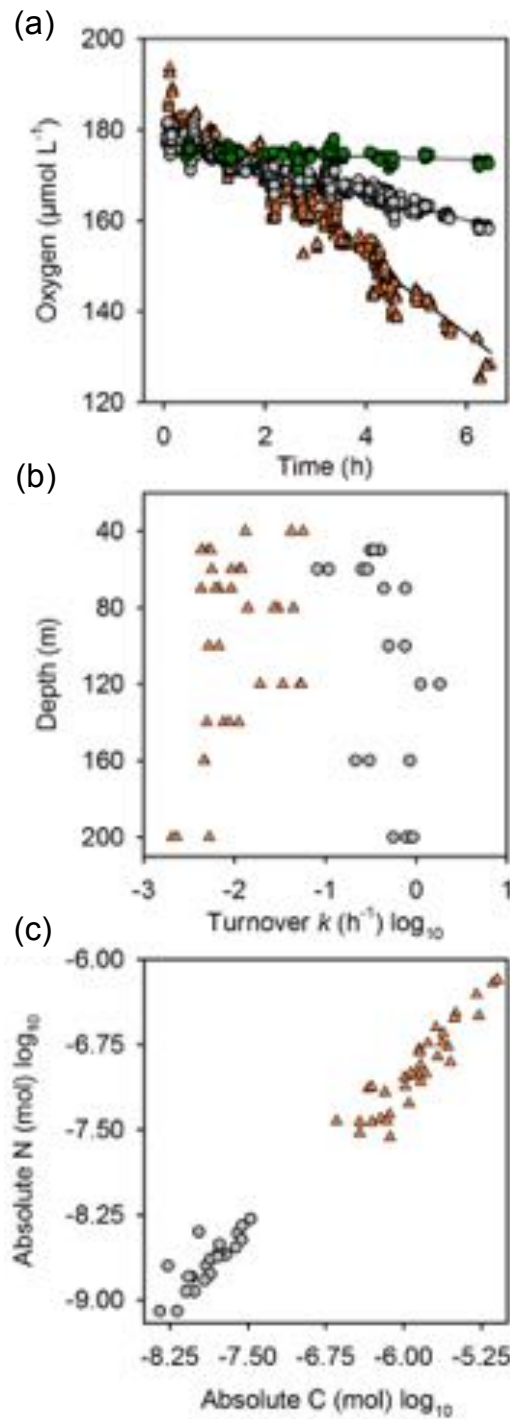 (a)
200
180
160
140
120
Oxygen (µmol L⁻¹)
0 2 4 6
Time (h)
(b)
40
80
120
160
200
Depth (m)
-3 -2 -1 0 1
Turnover k (h⁻¹) log₁₀
(c)
-6.00
-6.75
-7.50
-8.25
-9.00
Absolute N (mol) log₁₀
-8.25 -7.50 -6.75 -6.00 -5.25
Absolute C (mol) log₁₀